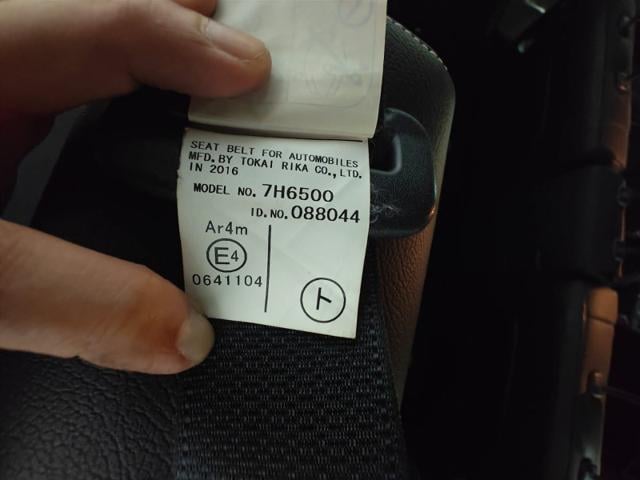 SEAT BELT FOR AUTOMOBILES
MFD. BY TOKAI RIKA CO., LTD.
IN 2016
MODEL NO. 7H6500
ID.NO. 088044
Ar4m
E4
0641104
ト